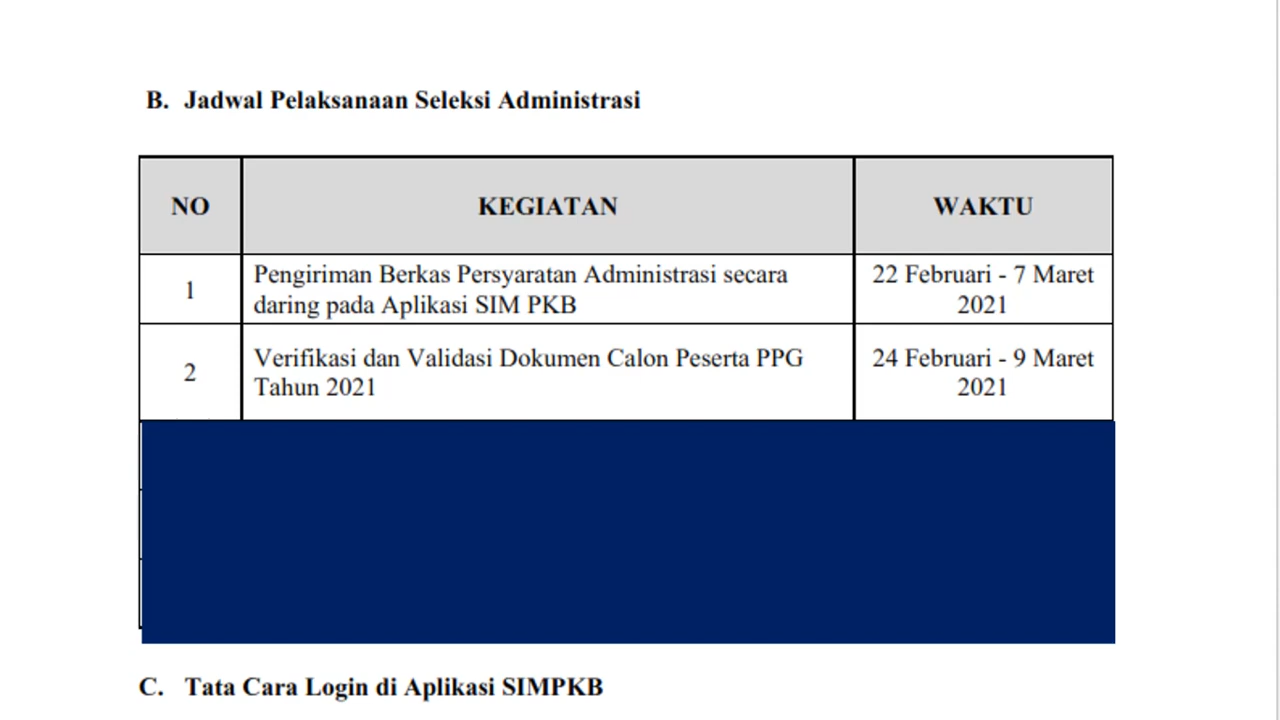 B. Jadwal Pelaksanaan Seleksi Administrasi
NO KEGIATAN WAKTU
1 Pengiriman Berkas Persyaratan Administrasi secara daring pada Aplikasi SIM PKB 22 Februari - 7 Maret 2021
2 Verifikasi dan Validasi Dokumen Calon Peserta PPG Tahun 2021 24 Februari - 9 Maret 2021
C. Tata Cara Login di Aplikasi SIMPKB